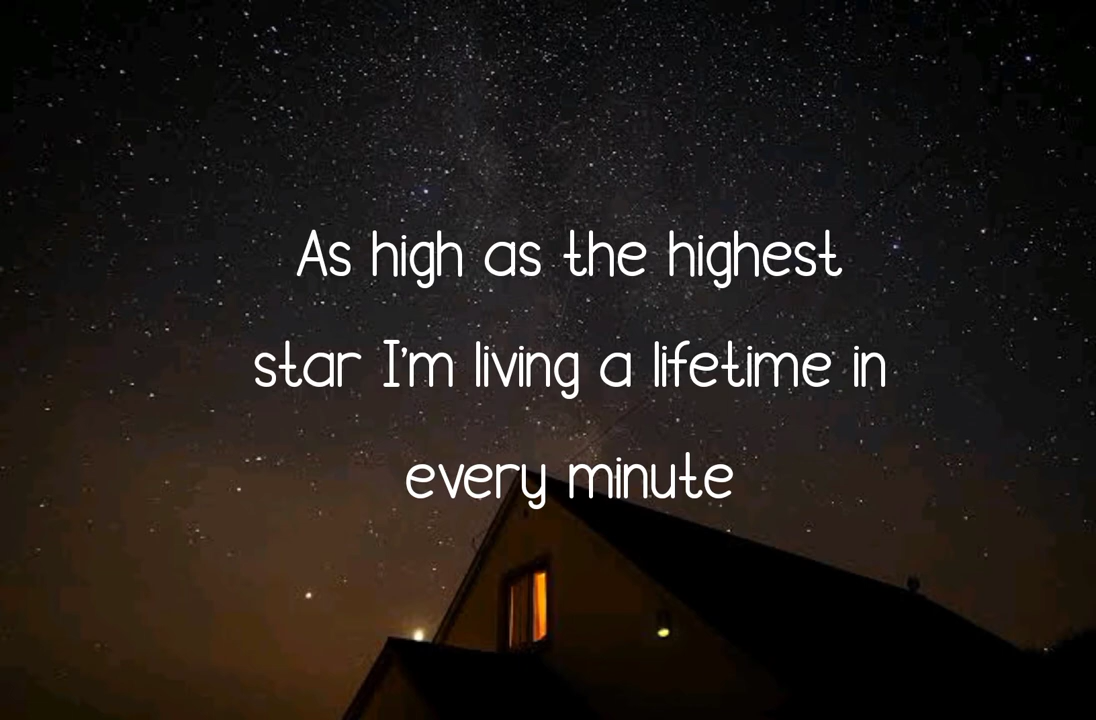 As high as the highest
star I'm living a lifetime in
every minute